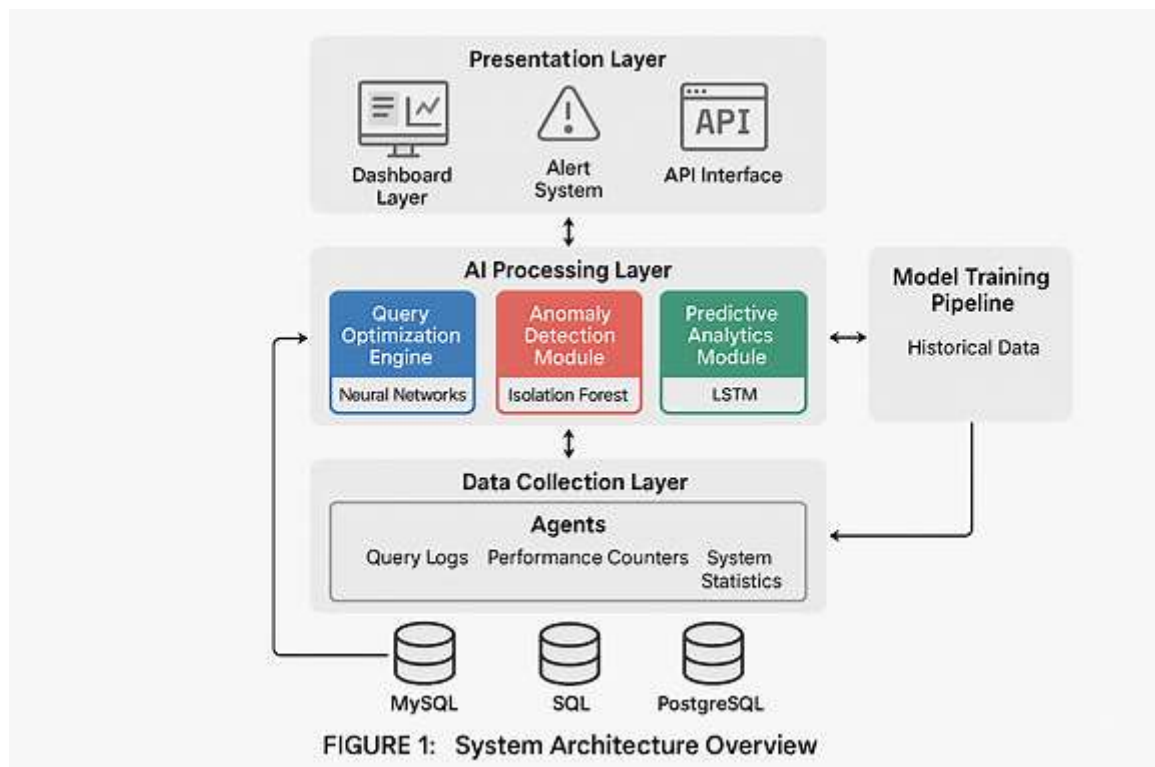 Presentation Layer
API
Dashboard
Layer
Alert
System
API Interface
AI Processing Layer
Query
Optimization
Engine
Neural Networks
Anomaly
Detection
Module
Isolation Forest
Predictive
Analytics
Module
LSTM
Model Training
Pipeline
Historical Data
Data Collection Layer
Agents
Query Logs
Performance Counters
System
Statistics
MySQL
SQL
PostgreSQL
FIGURE 1: System Architecture Overview